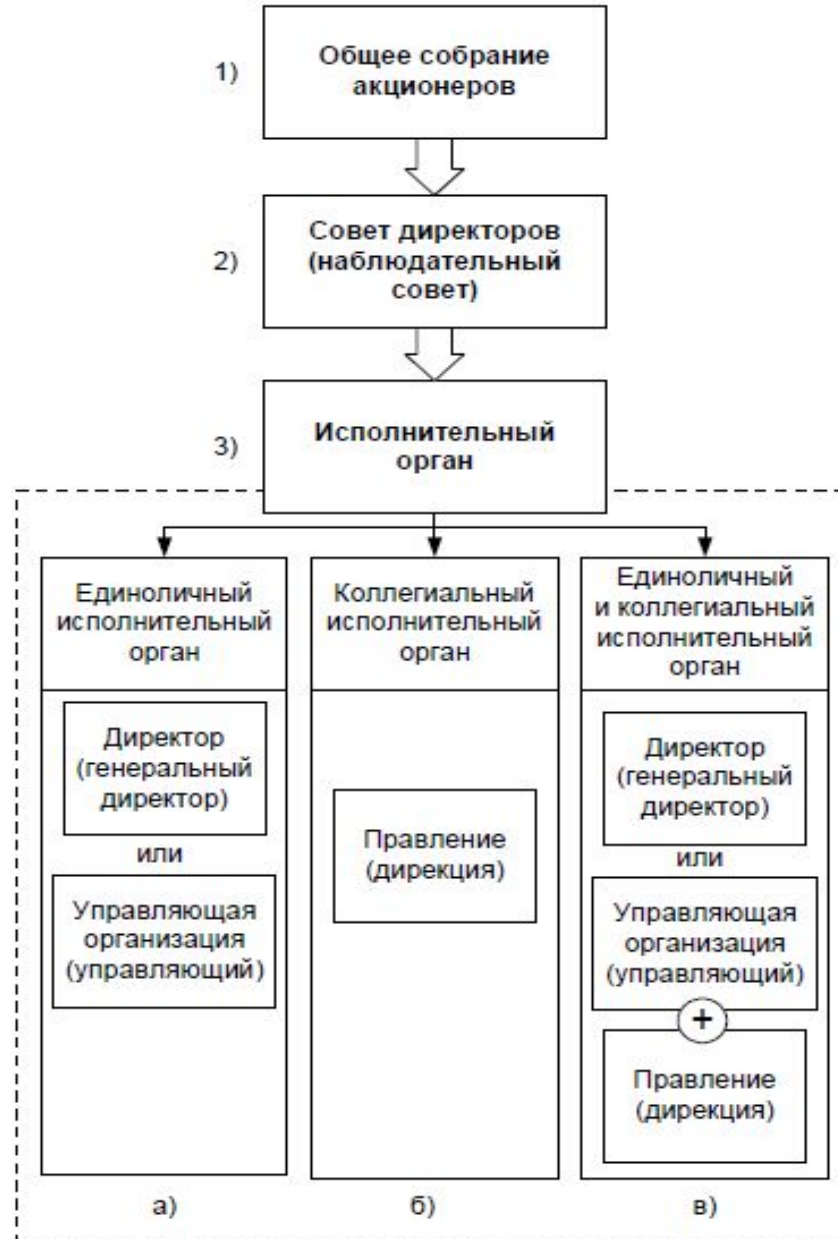 1)
Общее собрание
акционеров
2)
Совет директоров
(наблюдательный
совет)
3)
Исполнительный
орган
Единоличный
исполнительный
орган
Директор
(генеральный
директор)
или
Управляющая
организация
(управляющий)
а)
Коллегиальный
исполнительный
орган
Правление
(дирекция)
б)
Единоличный
и коллегиальный
исполнительный
орган
Директор
(генеральный
директор)
или
Управляющая
организация
(управляющий)
+
Правление
(дирекция)
в)